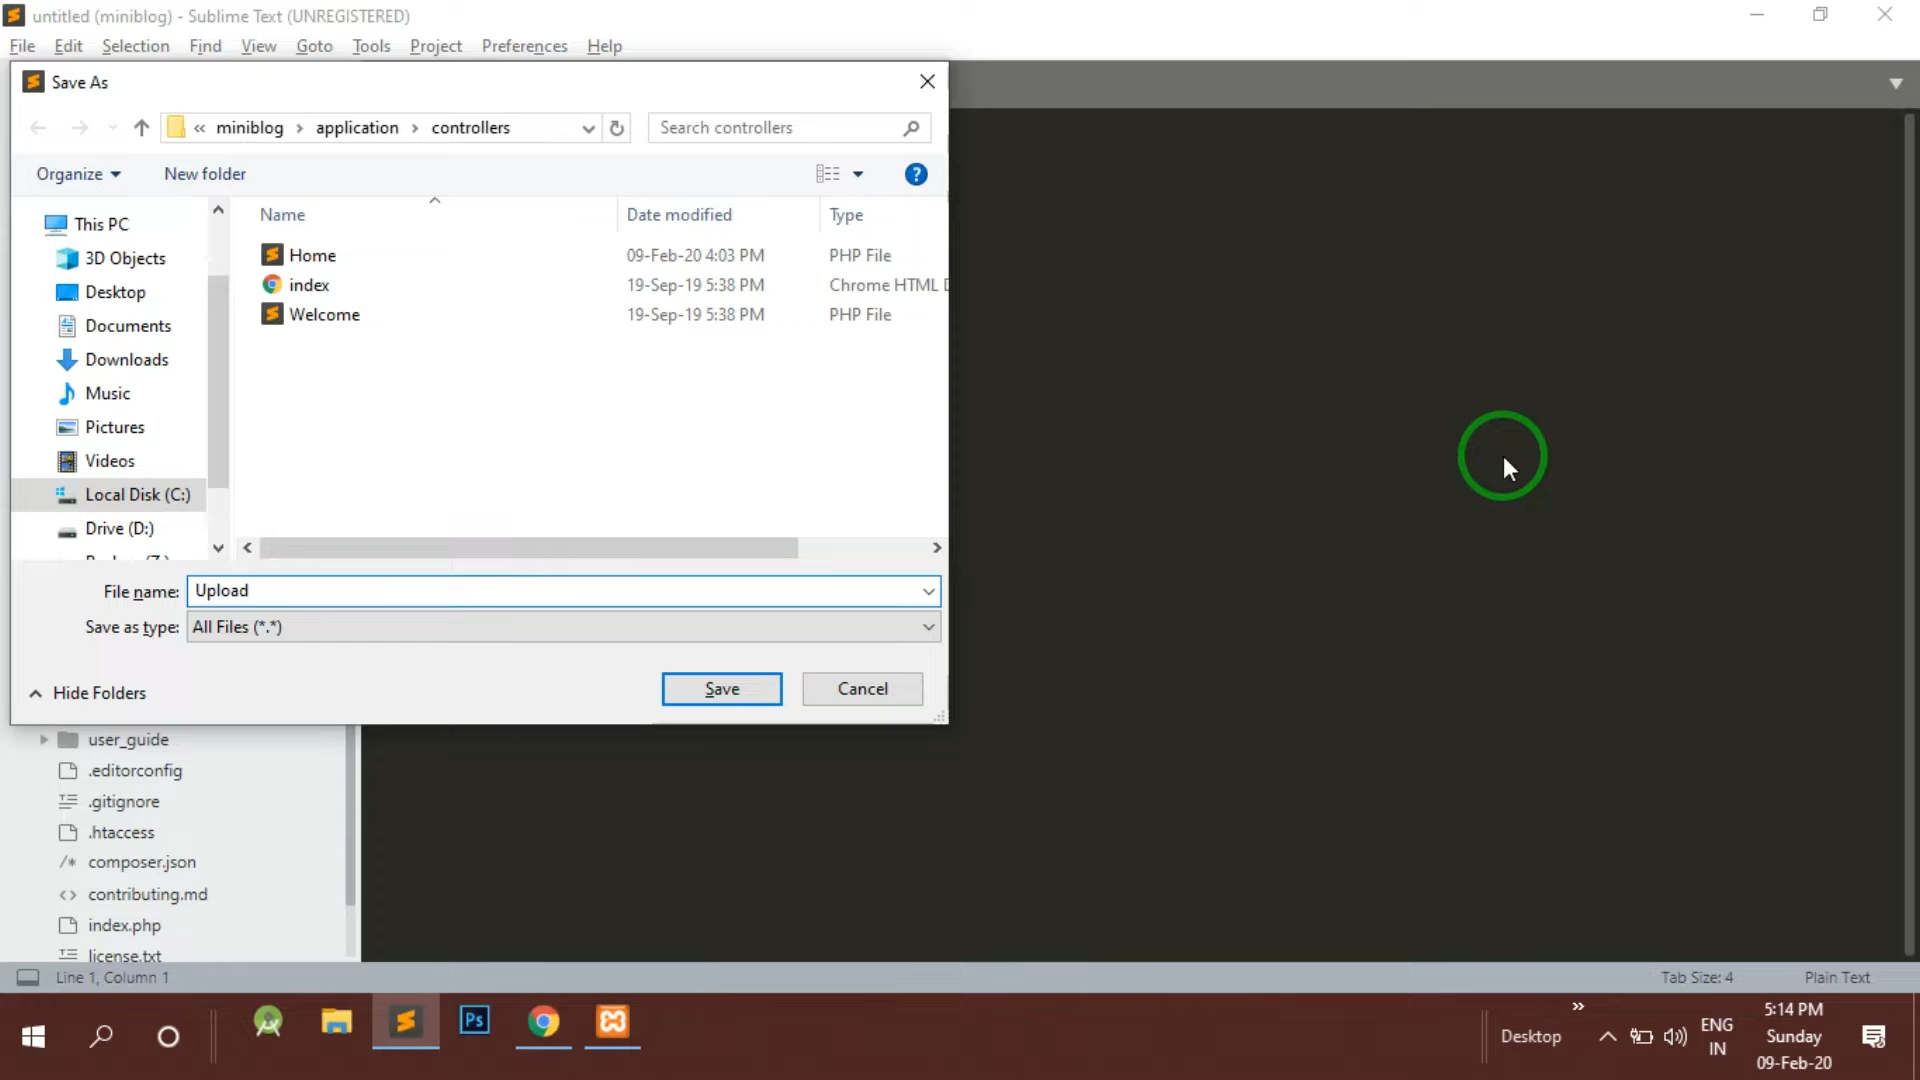 untitled (miniblog) - Sublime Text (UNREGISTERED)
File Edit Selection Find View Goto Tools Project Preferences Help
Save As
« miniblog › application › controllers
Search controllers
Organize New folder
?
Name Date modified Type
This PC
3D Objects
Desktop
Documents
Downloads
Music
Pictures
Videos
Local Disk (C:)
Drive (D:)
Home 09-Feb-20 4:03 PM PHP File
index 19-Sep-19 5:38 PM Chrome HTML
Welcome 19-Sep-19 5:38 PM PHP File
File name: Upload
Save as type: All Files (*.*)
Hide Folders
Save Cancel
user_guide
.editorconfig
.gitignore
.htaccess
/* composer.json
<> contributing.md
index.php
license.txt
Line 1, Column 1
Tab Size: 4 Plain Text
Ps
Desktop
»
ENG
IN
5:14 PM
Sunday
09-Feb-20